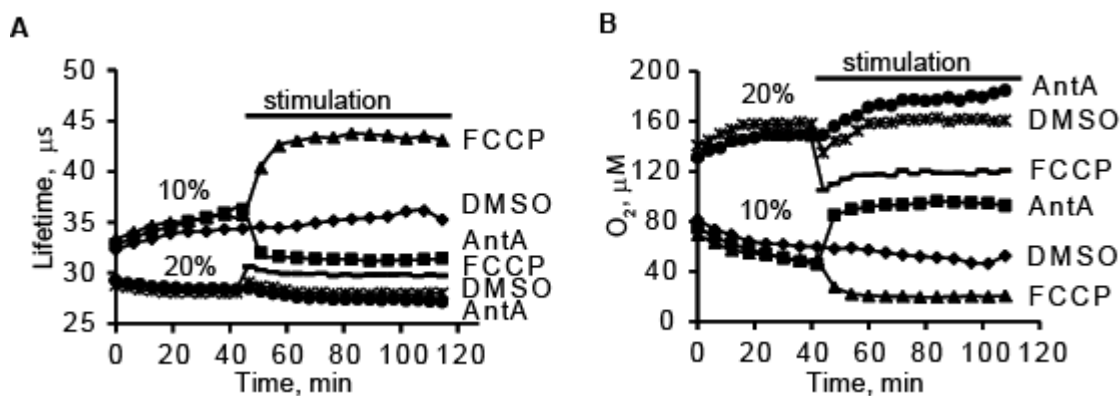 A
Lifetime, µs
50
45
40
35
30
25
stimulation
10%
20%
FCCP
DMSO
AntA
FCCP
DMSO
AntA
0 20 40 60 80 100 120
Time, min
B
O₂, µM
200
160
120
80
40
0
stimulation
20%
10%
AntA
DMSO
FCCP
AntA
DMSO
FCCP
0 20 40 60 80 100 120
Time, min